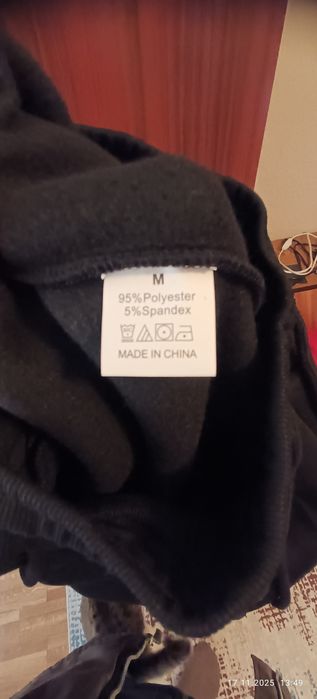 M
95%Polyester
5%Spandex
MADE IN CHINA
17.11.2025 13:49